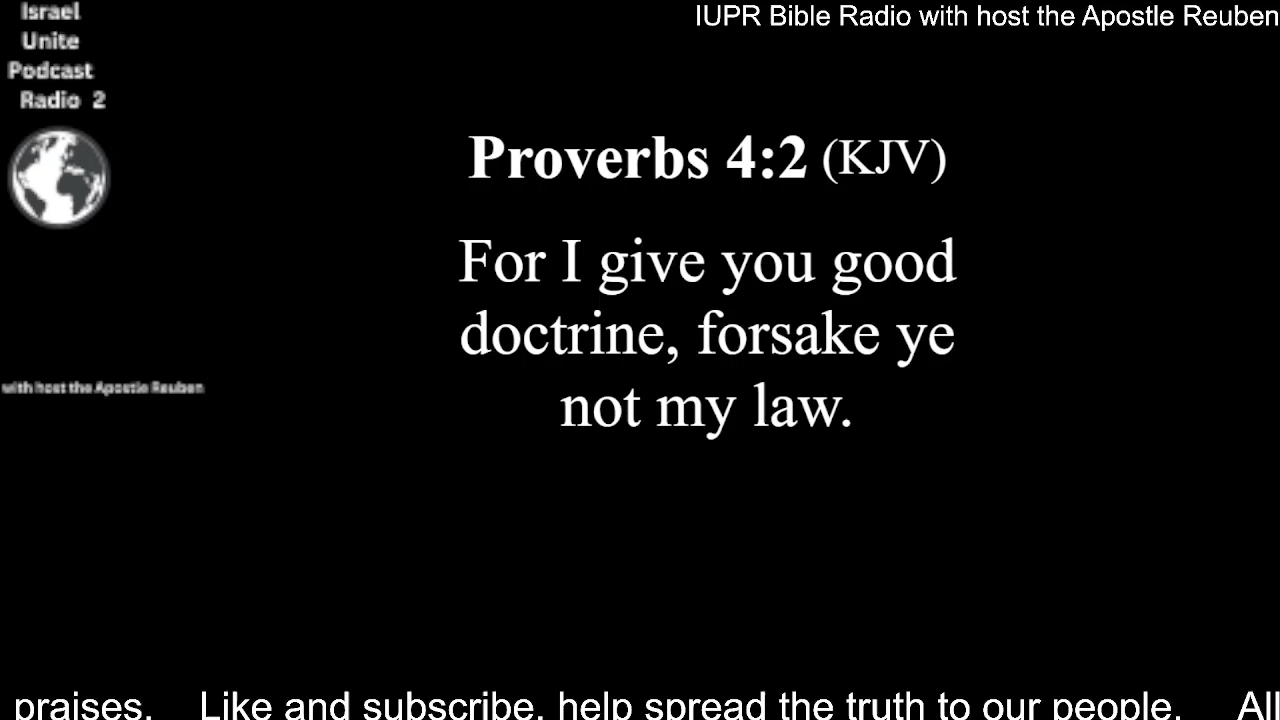 Israel
Unite
Podcast
Radio 2
IUPR Bible Radio with host the Apostle Reuben
Proverbs 4:2 (KJV)
For I give you good
doctrine, forsake ye
not my law.
with host the Apostle Reuben
praises. Like and subscribe, help spread the truth to our people. All